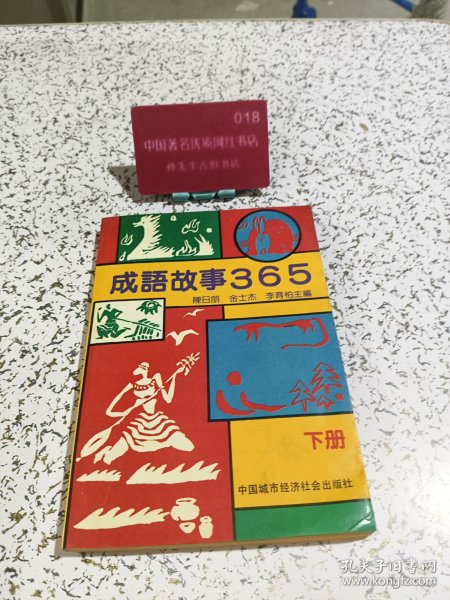 018
中国著名优质网红书店
孙先生古旧书店
成語故事365
陳日朋 金士杰 李育柏主編
下册
中国城市经济社会出版社
孔夫子旧书网
www.kongfz.com